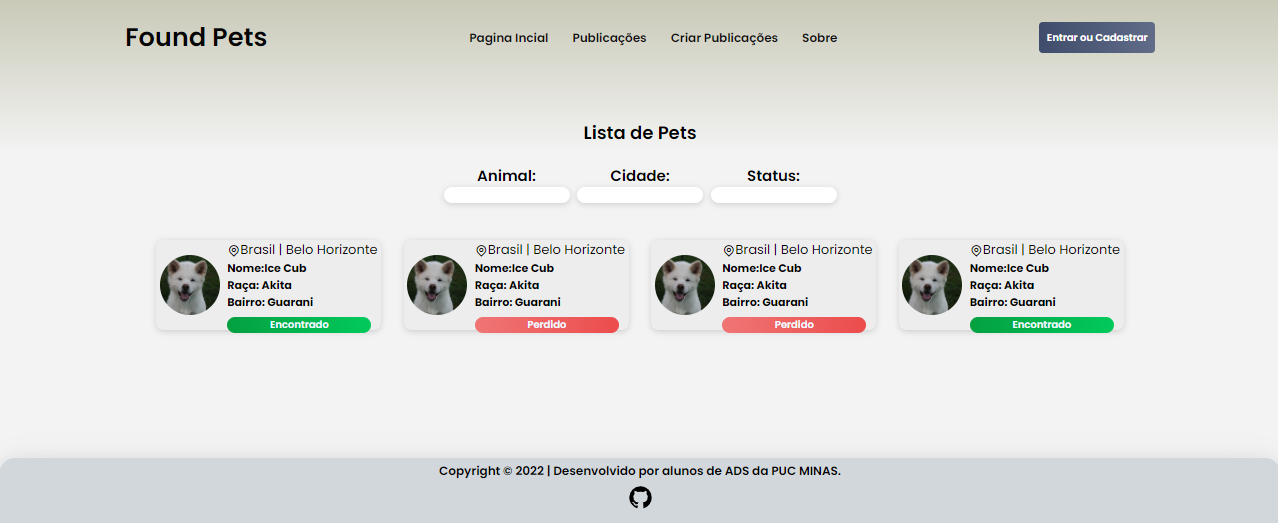 Found Pets
Pagina Incial
Publicações
Criar Publicações
Sobre
Entrar ou Cadastrar
Lista de Pets
Animal:
Cidade:
Status:
Brasil | Belo Horizonte
Nome:Ice Cub
Raça: Akita
Bairro: Guarani
Encontrado
Brasil | Belo Horizonte
Nome:Ice Cub
Raça: Akita
Bairro: Guarani
Perdido
Brasil | Belo Horizonte
Nome:Ice Cub
Raça: Akita
Bairro: Guarani
Perdido
Brasil | Belo Horizonte
Nome:Ice Cub
Raça: Akita
Bairro: Guarani
Encontrado
Copyright © 2022 | Desenvolvido por alunos de ADS da PUC MINAS.